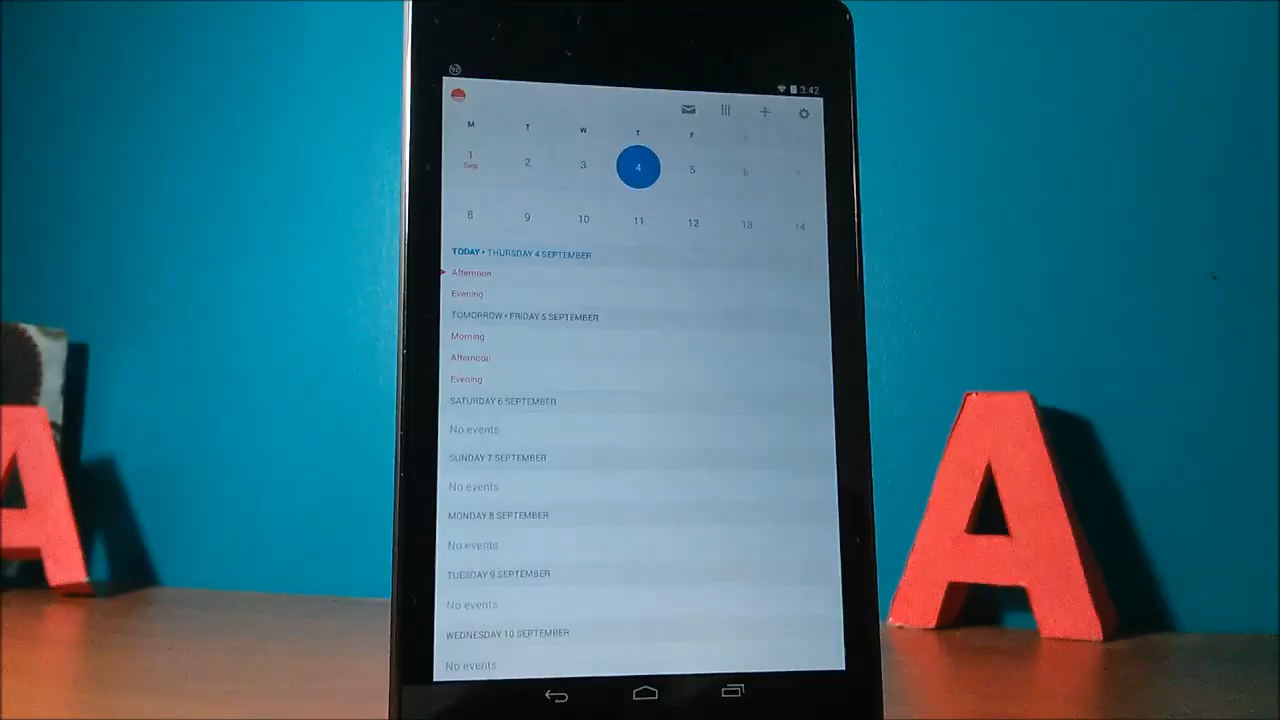 92
3:42
M T W T F
1 2 3 4 5 6 7
Sep
8 9 10 11 12 13 14
TODAY • THURSDAY 4 SEPTEMBER
Afternoon
Evening
TOMORROW • FRIDAY 5 SEPTEMBER
Morning
Afternoon
Evening
SATURDAY 6 SEPTEMBER
No events
SUNDAY 7 SEPTEMBER
No events
MONDAY 8 SEPTEMBER
No events
TUESDAY 9 SEPTEMBER
No events
WEDNESDAY 10 SEPTEMBER
No events
A
A